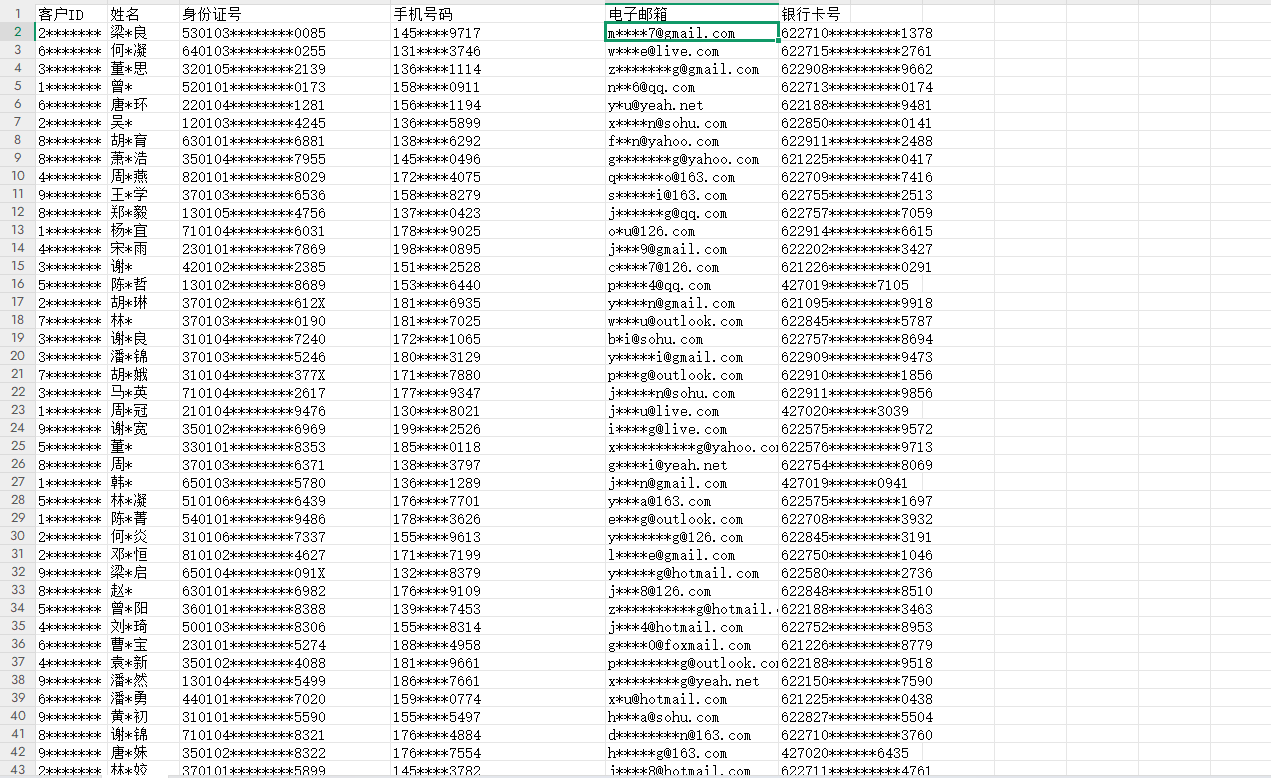 1 客户ID 姓名 身份证号 手机号码 电子邮箱 银行卡号
2 2******* 梁*良 530103********0085 145****9717 m****7@gmail.com 622710*********1378
3 6******* 何*凝 640103********0255 131****3746 w***e@live.com 622715*********2761
4 3******* 董*思 320105********2139 136****1114 z*******g@gmail.com 622908*********9662
5 1******* 曾* 520101********0173 158****0911 n**6@qq.com 622713*********0174
6 6******* 唐*环 220104********1281 156****1194 y*u@yeah.net 622188*********9481
7 2******* 吴* 120103********4245 136****5899 x****n@sohu.com 622850*********0141
8 8******* 胡*育 630101********6881 138****6292 f**n@yahoo.com 622911*********2488
9 8******* 萧*浩 350104********7955 145****0496 g*******g@yahoo.com 621225*********0417
10 4******* 周*燕 820101********8029 172****4075 q******o@163.com 622709*********7416
11 9******* 王*学 370103********6536 158****8279 s*****i@163.com 622755*********2513
12 8******* 郑*毅 130105********4756 137****0423 j******g@qq.com 622757*********7059
13 1******* 杨*宜 710104********6031 178****9025 o*u@126.com 622914*********6615
14 4******* 宋*雨 230101********7869 198****0895 j***9@gmail.com 622202*********3427
15 3******* 谢* 420102********2385 151****2528 c****7@126.com 621226*********0291
16 5******* 陈*哲 130102********8689 153****6440 p****4@qq.com 427019******7105
17 2******* 胡*琳 370102********612X 181****6935 y****n@gmail.com 621095*********9918
18 7******* 林* 370103********0190 181****7025 w***u@outlook.com 622845*********5787
19 3******* 谢*良 310104********7240 172****1065 b*i@sohu.com 622757*********8694
20 3******* 潘*锦 370103********5246 180****3129 y*****i@gmail.com 622909*********9473
21 7******* 胡*娥 310104********377X 171****7880 p***g@outlook.com 622910*********1856
22 3******* 马*英 710104********2617 177****9347 j*****n@sohu.com 622911*********9856
23 1******* 周*冠 210104********9476 130****8021 j***u@live.com 427020******3039
24 9******* 谢*宽 350102********6969 199****2526 i****g@live.com 622575*********9572
25 5******* 董* 330101********8353 185****0118 x**********g@yahoo.com 622576*********9713
26 8******* 周* 370103********6371 138****3797 g****i@yeah.net 622754*********8069
27 1******* 韩* 650103********5780 136****1289 j***n@gmail.com 427019******0941
28 5******* 林*凝 510106********6439 176****7701 y***a@163.com 622575*********1697
29 1******* 陈*菁 540101********9486 178****3626 e***g@outlook.com 622708*********3932
30 2******* 何*炎 310106********7337 155****9613 y*******g@126.com 622845*********3191
31 2******* 邓*恒 810102********4627 171****7199 l****e@gmail.com 622750*********1046
32 9******* 梁*启 650104********091X 132****8379 y*****g@hotmail.com 622580*********2736
33 8******* 赵* 630101********6982 176****9109 j***8@126.com 622848*********8510
34 5******* 曾*阳 360101********8388 139****7453 z**********g@hotmail. 622188*********3463
35 4******* 刘*琦 500103********8306 155****8314 j***4@hotmail.com 622752*********8953
36 6******* 曹*宝 230101********5274 188****4958 g****0@foxmail.com 621226*********8779
37 4******* 袁*新 350102********4088 181****9661 p********g@outlook.com 622188*********9518
38 9******* 潘*然 130104********5499 186****7661 x********g@yeah.net 622150*********7590
39 6******* 潘*勇 440101********7020 159****0774 x*u@hotmail.com 621225*********0438
40 9******* 黄*初 310101********5590 155****5497 h***a@sohu.com 622827*********5504
41 8******* 谢*锦 710104********8321 176****4884 d********n@163.com 622710*********3760
42 9******* 唐*姝 350102********8322 176****7554 h*****g@163.com 427020******6435
43 2******* 林*姣 370101********5899 145****3782 j****8@hotmail.com 622711*********4761